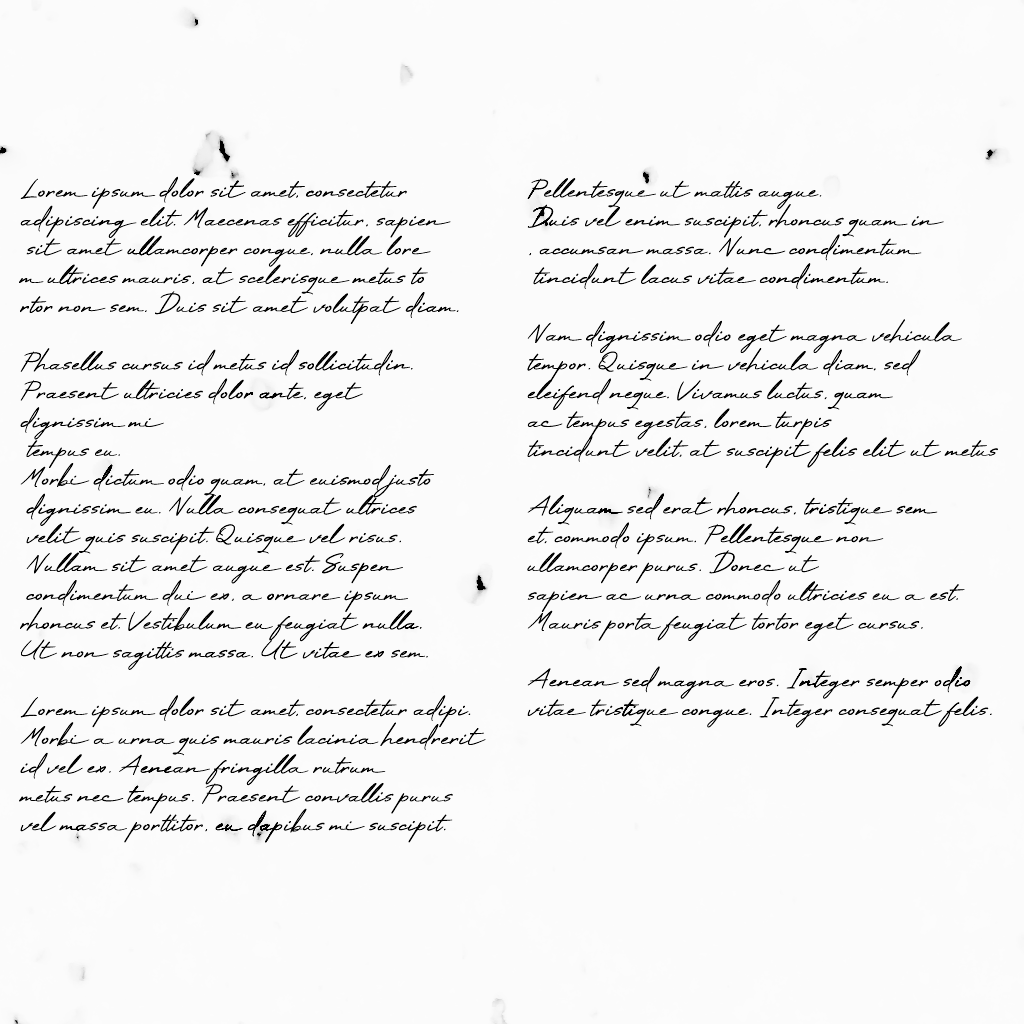 Lorem ipsum dolor sit amet, consectetur
adipiscing elit. Maecenas efficitur, sapien
sit amet ullamcorper congue, nulla lore
m ultrices mauris, at scelerisque metus to
rtor non sem. Duis sit amet volutpat diam.
Phasellus cursus id metus id sollicitudin.
Praesent ultricies dolor ante, eget
dignissim mi
tempus eu.
Morbi dictum odio quam, at euismod justo
dignissim eu. Nulla consequat ultrices
velit quis suscipit. Quisque vel risus.
Nullam sit amet augue est. Suspen
condimentum dui ex, a ornare ipsum
rhoncus et. Vestibulum eu feugiat nulla.
Ut non sagittis massa. Ut vitae ex sem.
Lorem ipsum dolor sit amet, consectetur adipi.
Morbi a urna quis mauris lacinia hendrerit
id vel ex. Aenean fringilla rutrum
metus nec tempus. Praesent convallis purus
vel massa porttitor, eu dapibus mi suscipit.
Pellentesque ut mattis augue.
Duis vel enim suscipit, rhoncus quam in
, accumsan massa. Nunc condimentum
tincidunt lacus vitae condimentum.
Nam dignissim odio eget magna vehicula
tempor. Quisque in vehicula diam, sed
eleifend neque. Vivamus luctus, quam
ac tempus egestas, lorem turpis
tincidunt velit, at suscipit felis elit ut metus
Aliquam sed erat rhoncus, tristique sem
et, commodo ipsum. Pellentesque non
ullamcorper purus. Donec ut
sapien ac urna commodo ultricies eu a est.
Mauris porta feugiat tortor eget cursus.
Aenean sed magna eros. Integer semper odio
vitae tristique congue. Integer consequat felis.